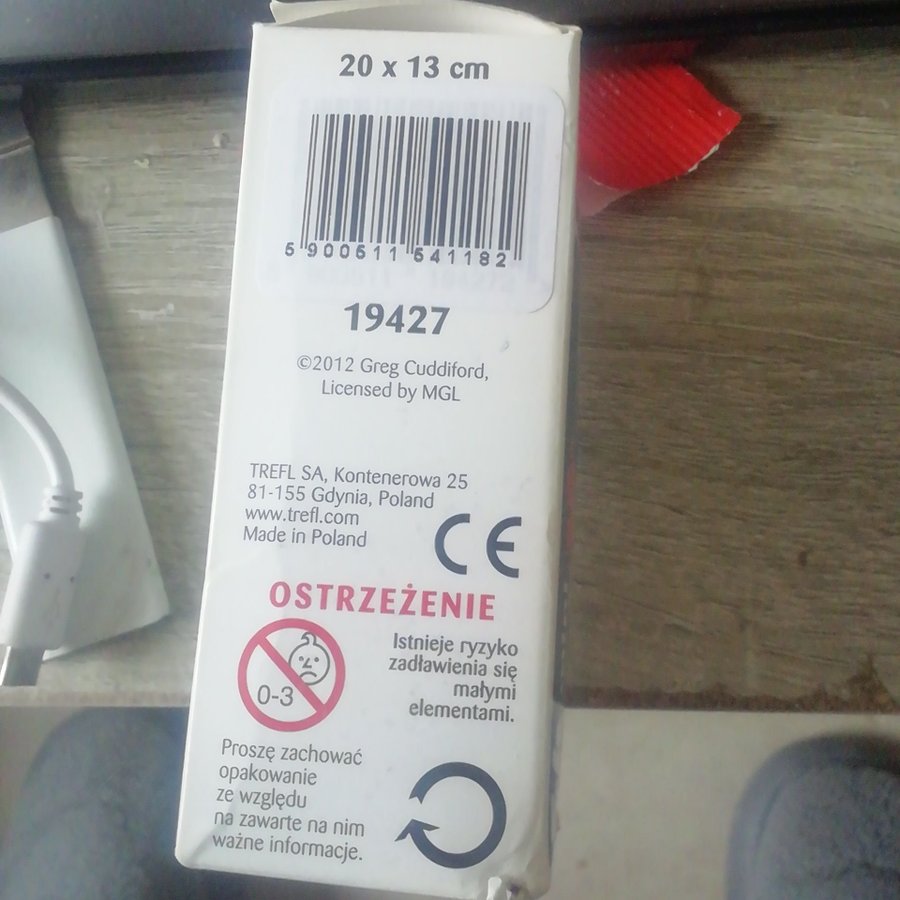 20 x 13 cm
5 900511 541182
19427
©2012 Greg Cuddiford,
Licensed by MGL
TREFL SA, Kontenerowa 25
81-155 Gdynia, Poland
www.trefl.com
Made in Poland
CE
OSTRZEŻENIE
0-3
Istnieje ryzyko
zadławienia się
małymi
elementami.
Proszę zachować
opakowanie
ze względu
na zawarte na nim
ważne informacje.